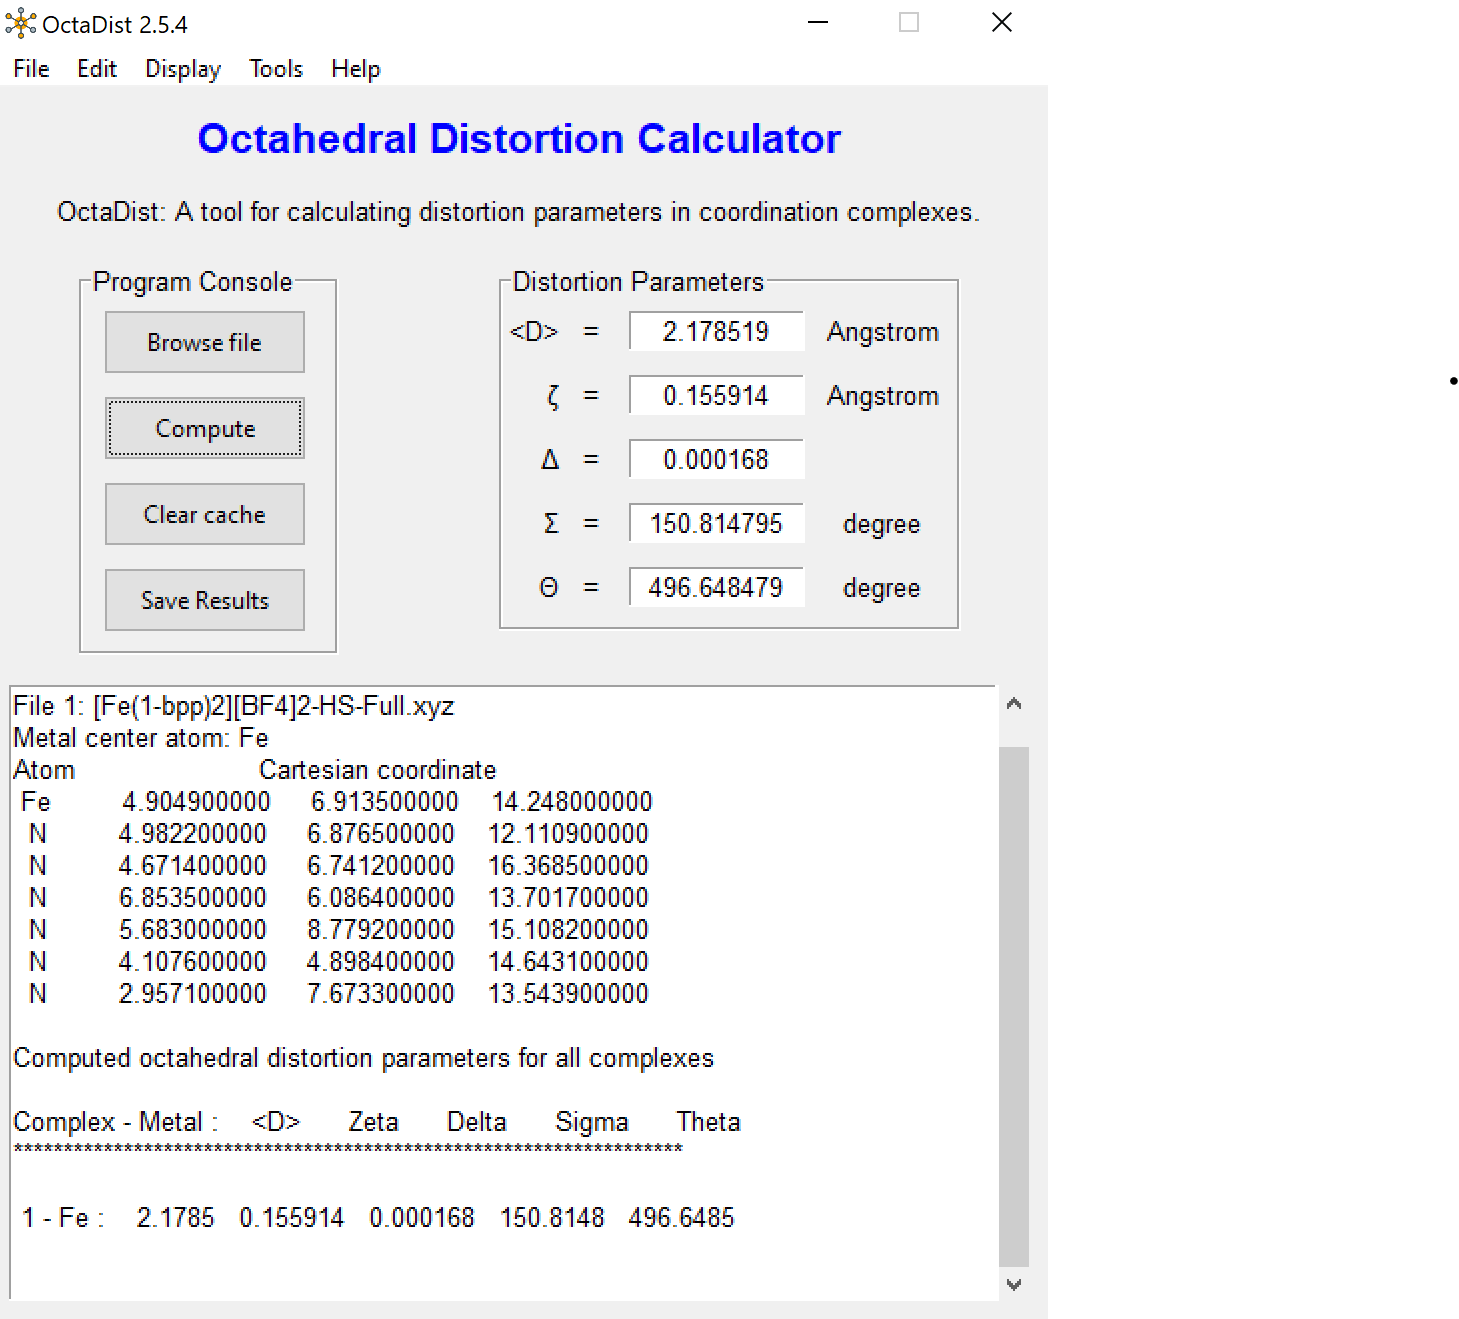 OctaDist 2.5.4
File Edit Display Tools Help
Octahedral Distortion Calculator
OctaDist: A tool for calculating distortion parameters in coordination complexes.
Program Console
Browse file
Compute
Clear cache
Save Results
Distortion Parameters
<D> = 2.178519 Angstrom
ζ = 0.155914 Angstrom
Δ = 0.000168
Σ = 150.814795 degree
Θ = 496.648479 degree
File 1: [Fe(1-bpp)2][BF4]2-HS-Full.xyz
Metal center atom: Fe
Atom Cartesian coordinate
Fe 4.904900000 6.913500000 14.248000000
N 4.982200000 6.876500000 12.110900000
N 4.671400000 6.741200000 16.368500000
N 6.853500000 6.086400000 13.701700000
N 5.683000000 8.779200000 15.108200000
N 4.107600000 4.898400000 14.643100000
N 2.957100000 7.673300000 13.543900000
Computed octahedral distortion parameters for all complexes
Complex - Metal : <D> Zeta Delta Sigma Theta
*******************************************************************
1 - Fe : 2.1785 0.155914 0.000168 150.8148 496.6485